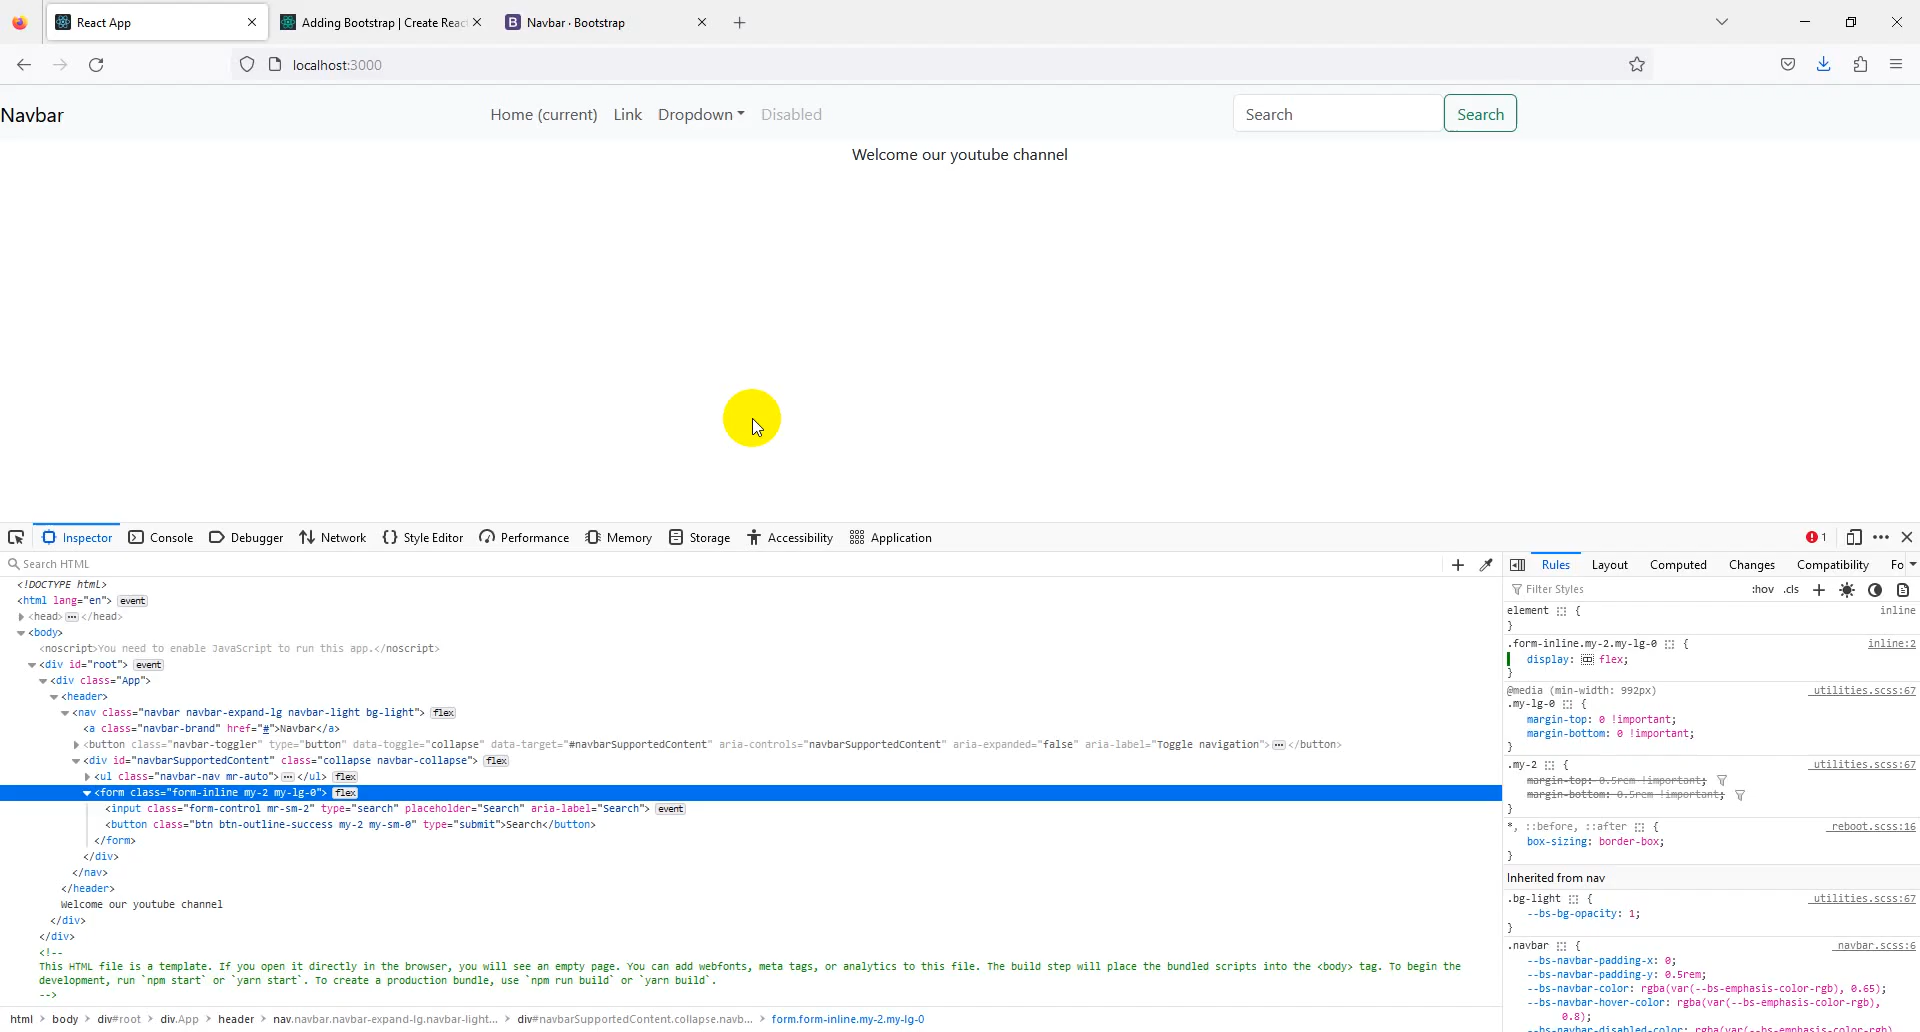 React App
Adding Bootstrap | Create Reac
Navbar · Bootstrap
localhost:3000
Navbar Home (current) Link Dropdown Disabled Search Search
Welcome our youtube channel
Inspector Console Debugger Network Style Editor Performance Memory Storage Accessibility Application 1
Search HTML
<!DOCTYPE html>
<html lang="en"> event
<head> ••• </head>
<body>
<noscript>You need to enable JavaScript to run this app.</noscript>
<div id="root"> event
<div class="App">
<header>
<nav class="navbar navbar-expand-lg navbar-light bg-light"> flex
<a class="navbar-brand" href="#">Navbar</a>
<button class="navbar-toggler" type="button" data-toggle="collapse" data-target="#navbarSupportedContent" aria-controls="navbarSupportedContent" aria-expanded="false" aria-label="Toggle navigation"> ••• </button>
<div id="navbarSupportedContent" class="collapse navbar-collapse"> flex
<ul class="navbar-nav mr-auto"> ••• </ul> flex
<form class="form-inline my-2 my-lg-0"> flex
<input class="form-control mr-sm-2" type="search" placeholder="Search" aria-label="Search"> event
<button class="btn btn-outline-success my-2 my-sm-0" type="submit">Search</button>
</form>
</div>
</nav>
</header>
Welcome our youtube channel
</div>
</div>
<!--
This HTML file is a template. If you open it directly in the browser, you will see an empty page. You can add webfonts, meta tags, or analytics to this file. The build step will place the bundled scripts into the <body> tag. To begin the
development, run `npm start` or `yarn start`. To create a production bundle, use `npm run build` or `yarn build`.
-->
html > body > div#root > div.App > header > nav.navbar.navbar-expand-lg.navbar-light... > div#navbarSupportedContent.collapse.navb... > form.form-inline.my-2.my-lg-0
Rules Layout Computed Changes Compatibility Fo
Filter Styles :hov .cls
element { inline
}
.form-inline.my-2.my-lg-0 { inline:2
display: flex;
}
@media (min-width: 992px) _utilities.scss:67
.my-lg-0 {
margin-top: 0 !important;
margin-bottom: 0 !important;
}
.my-2 { _utilities.scss:67
margin-top: 0.5rem !important;
margin-bottom: 0.5rem !important;
}
*, ::before, ::after { _reboot.scss:16
box-sizing: border-box;
}
Inherited from nav
.bg-light { _utilities.scss:67
--bs-bg-opacity: 1;
}
.navbar { _navbar.scss:6
--bs-navbar-padding-x: 0;
--bs-navbar-padding-y: 0.5rem;
--bs-navbar-color: rgba(var(--bs-emphasis-color-rgb), 0.65);
--bs-navbar-hover-color: rgba(var(--bs-emphasis-color-rgb),
0.8);
--bs-navbar-disabled-color: rgba(var(--bs-emphasis-color-rgb)